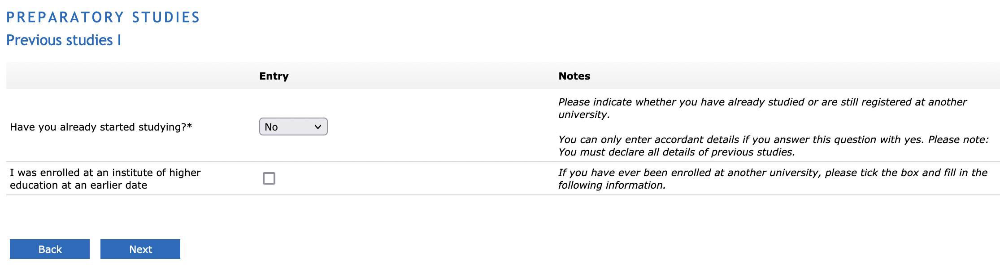 PREPARATORY STUDIES
Previous studies I
Entry
Notes
Have you already started studying?*
No
Please indicate whether you have already studied or are still registered at another
university.
You can only enter accordant details if you answer this question with yes. Please note:
You must declare all details of previous studies.
I was enrolled at an institute of higher
education at an earlier date
If you have ever been enrolled at another university, please tick the box and fill in the
following information.
Back
Next